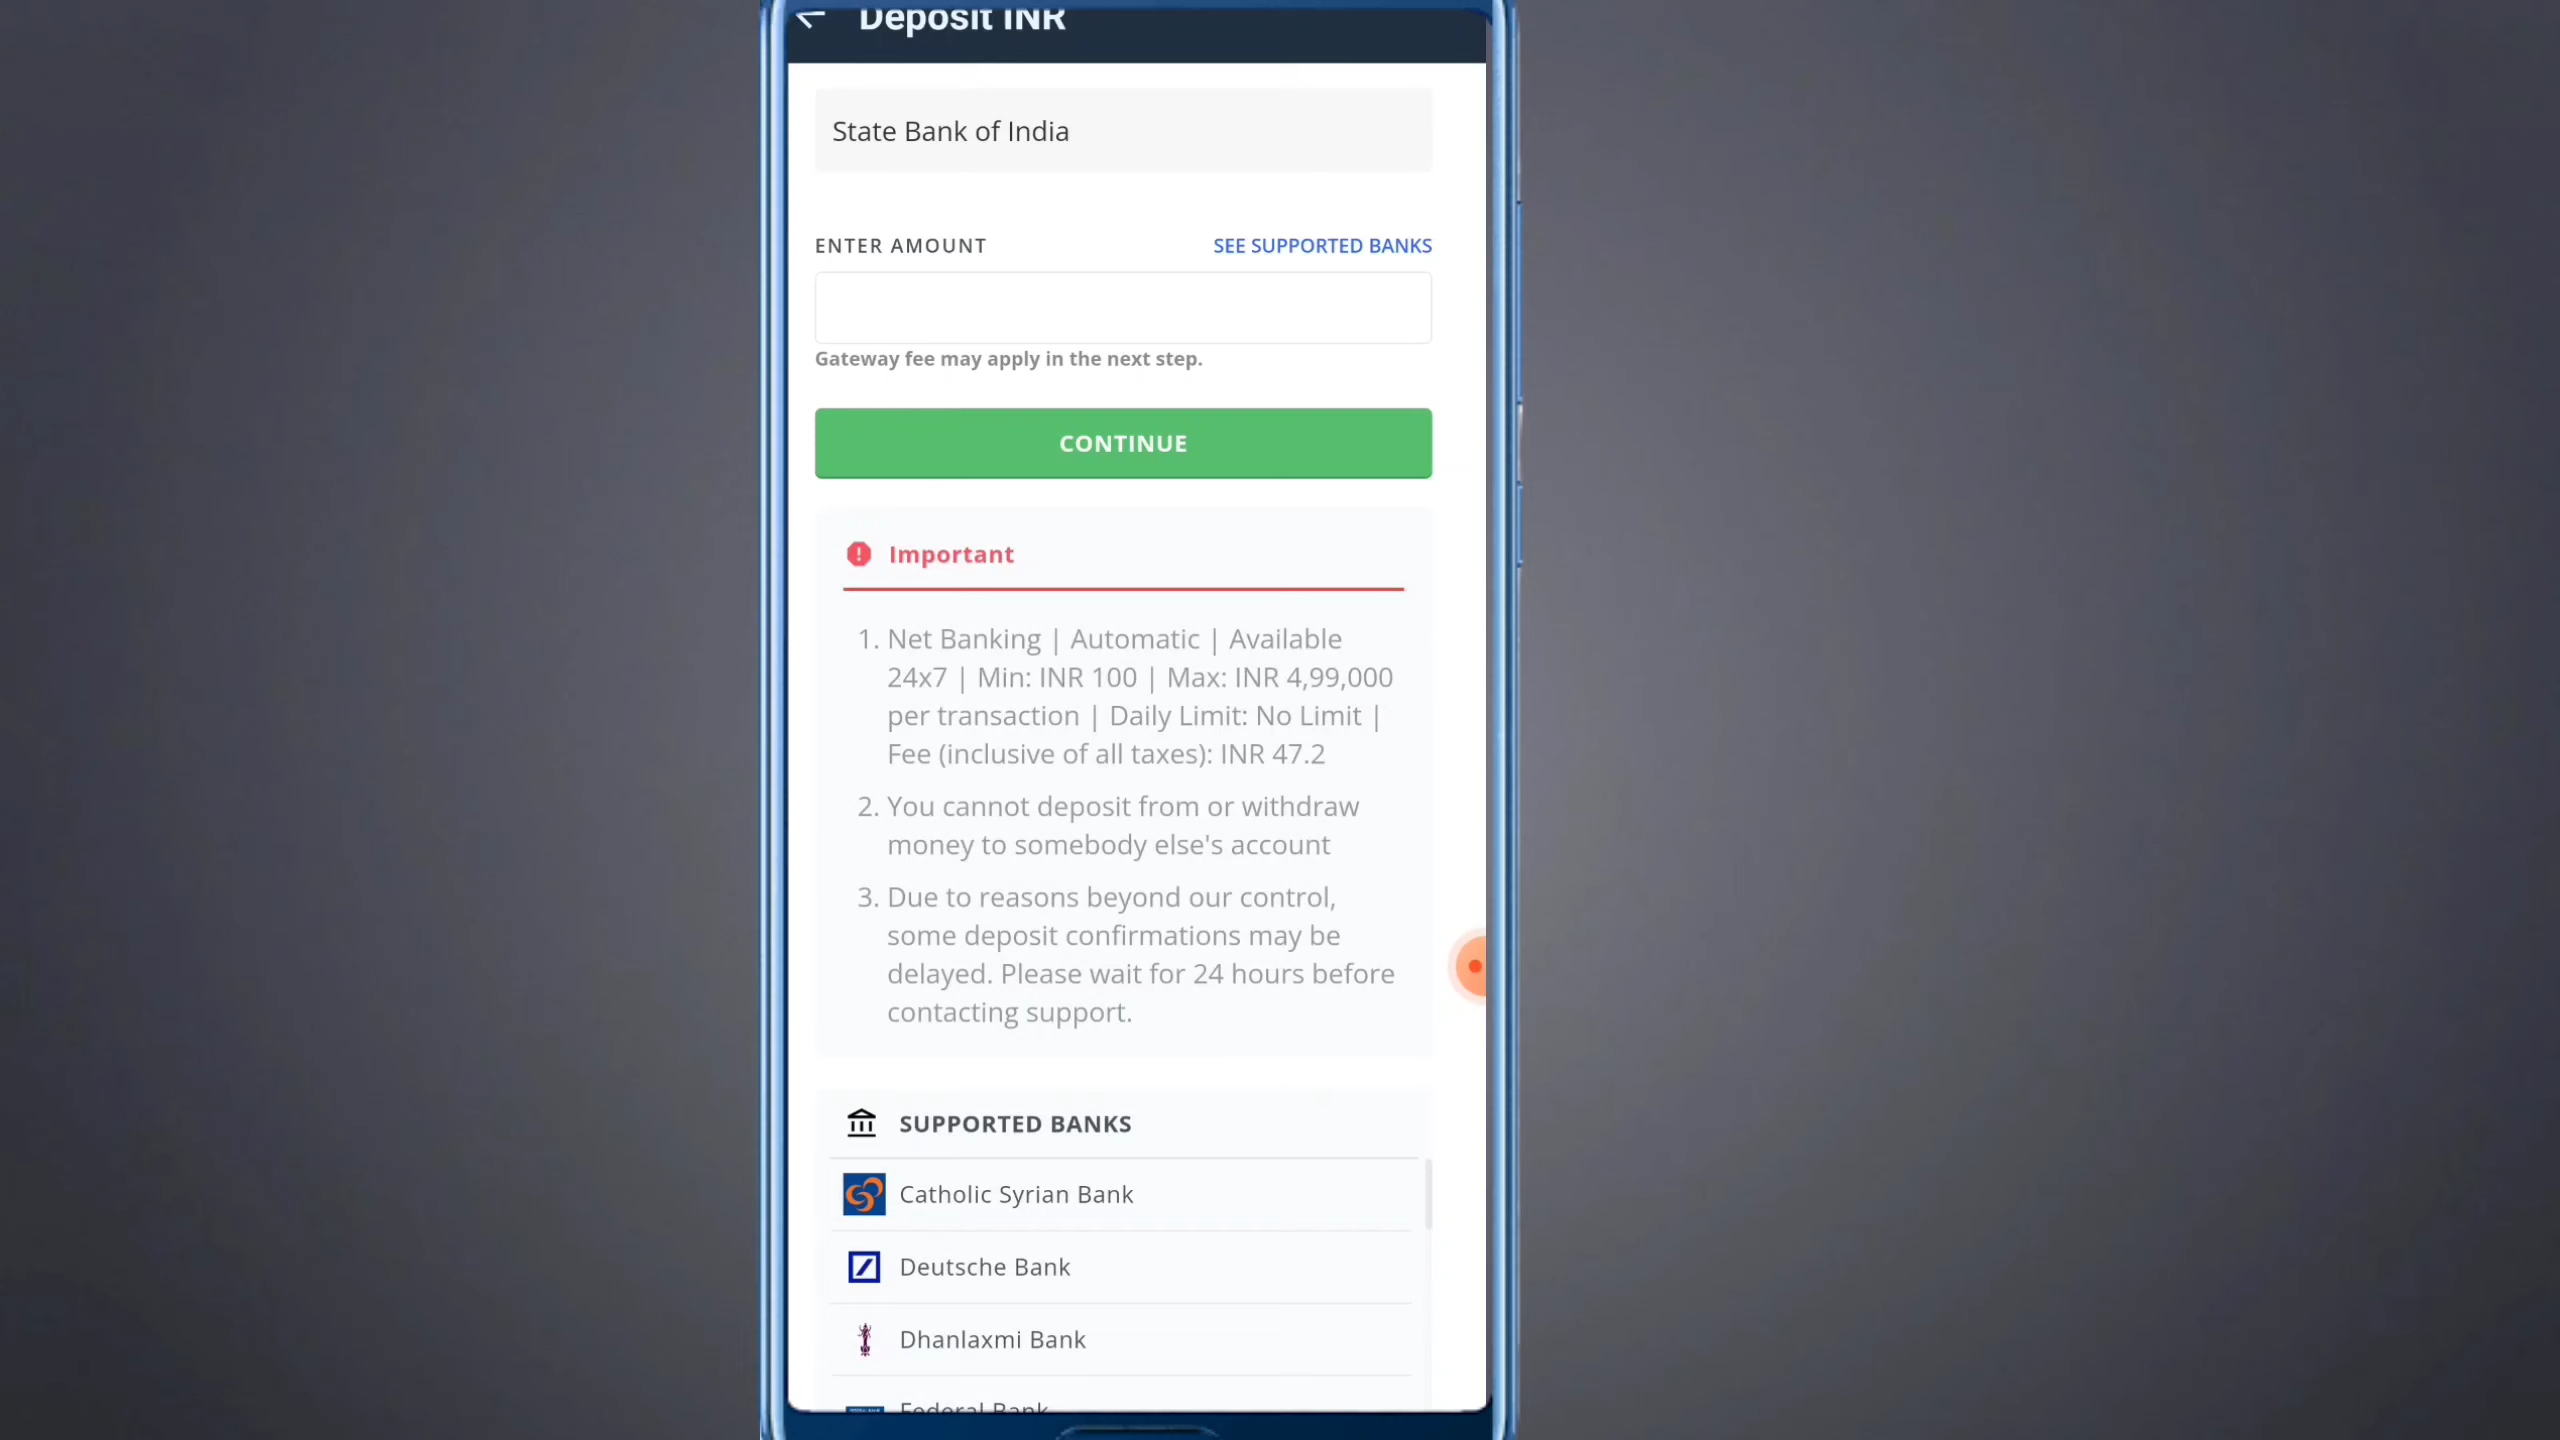 Deposit INR
State Bank of India
ENTER AMOUNT
SEE SUPPORTED BANKS
Gateway fee may apply in the next step.
CONTINUE
Important
1. Net Banking | Automatic | Available
24x7 | Min: INR 100 | Max: INR 4,99,000
per transaction | Daily Limit: No Limit |
Fee (inclusive of all taxes): INR 47.2
2. You cannot deposit from or withdraw
money to somebody else's account
3. Due to reasons beyond our control,
some deposit confirmations may be
delayed. Please wait for 24 hours before
contacting support.
SUPPORTED BANKS
Catholic Syrian Bank
Deutsche Bank
Dhanlaxmi Bank
Federal Bank